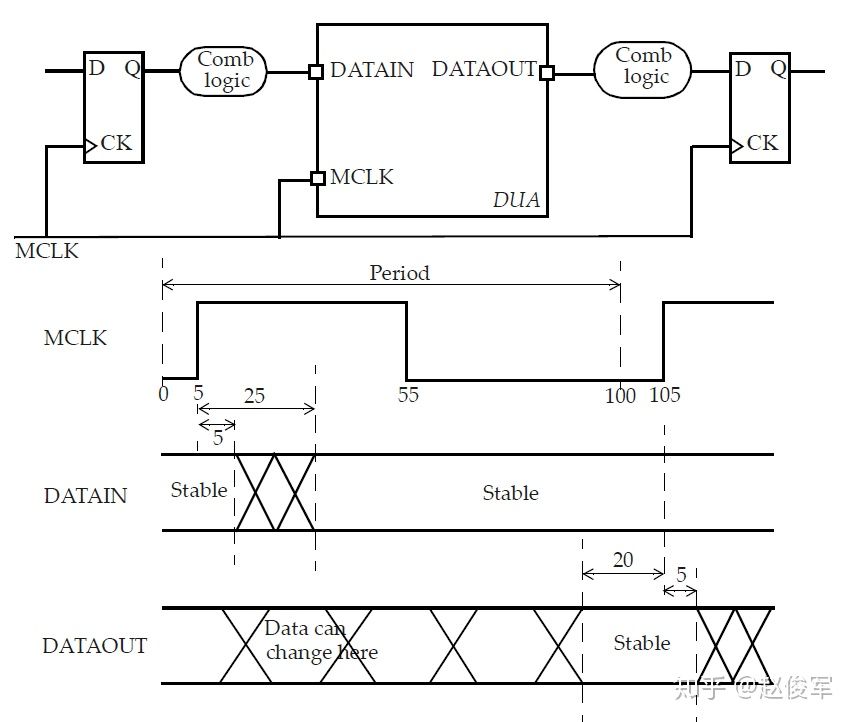 D Q
Comb
logic
DATAIN
DATAOUT
Comb
logic
D Q
CK
CK
MCLK
DUA
MCLK
Period
MCLK
0
5
55
100
105
25
5
DATAIN
Stable
Stable
20
5
DATAOUT
Data can
change here
Stable
知乎 @赵俊军